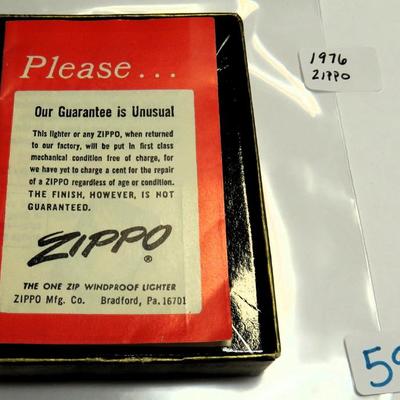 Please...
Our Guarantee is Unusual
This lighter or any ZIPPO, when returned
to our factory, will be put in first class
mechanical condition free of charge, for
we have yet to charge a cent for the repair
of a ZIPPO regardless of age or condition.
THE FINISH, HOWEVER, IS NOT
GUARANTEED.
ZIPPO
®
THE ONE ZIP WINDPROOF LIGHTER
ZIPPO Mfg. Co. Bradford, Pa. 16701
1976
ZIPPO
59